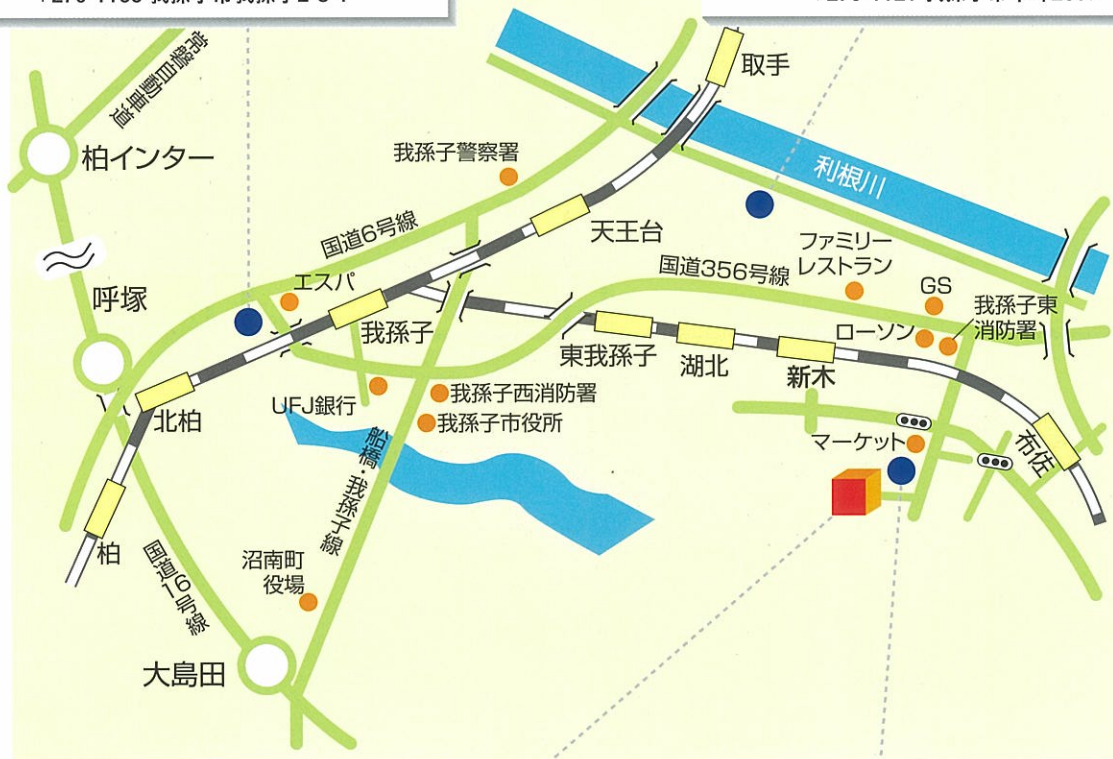 取手
常磐自動車道
柏インター
我孫子警察署
利根川
国道6号線
天王台
ファミリー
レストラン
国道356号線
エスパ
呼塚
GS
我孫子東
消防署
ローソン
我孫子
東我孫子
湖北
新木
UFJ銀行
我孫子西消防署
我孫子市役所
北柏
マーケット
布佐
船橋・我孫子線
柏
国道16号線
沼南町
役場
大島田